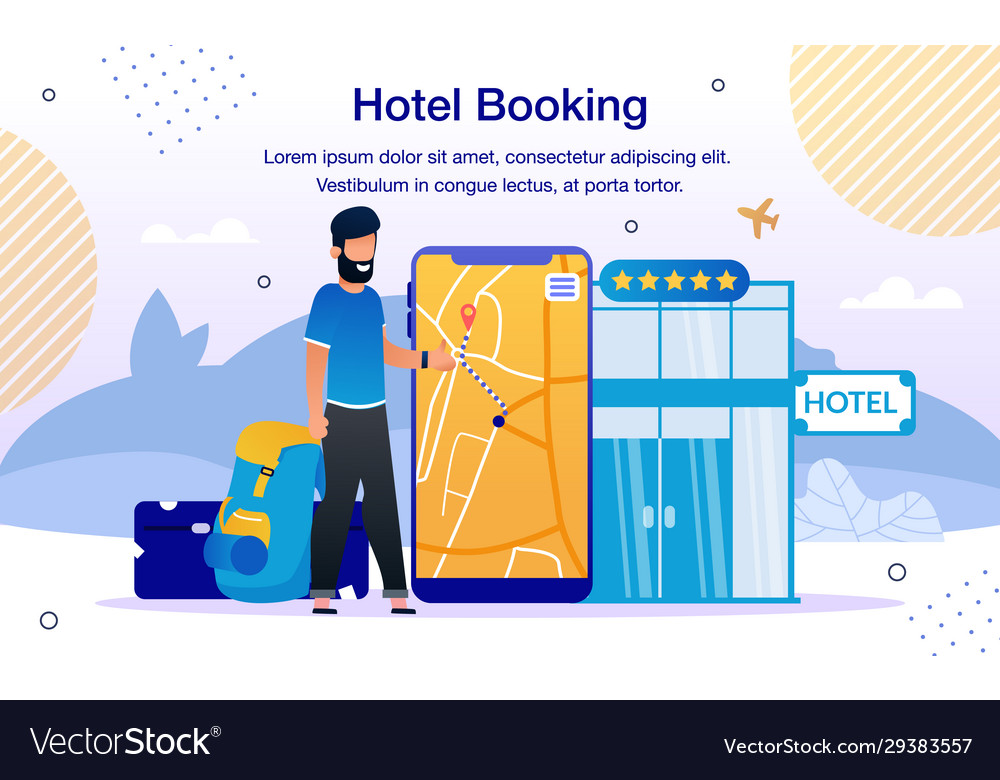 Hotel Booking
Lorem ipsum dolor sit amet, consectetur adipiscing elit.
Vestibulum in congue lectus, at porta tortor.
HOTEL
VectorStock®
VectorStock.com/29383557